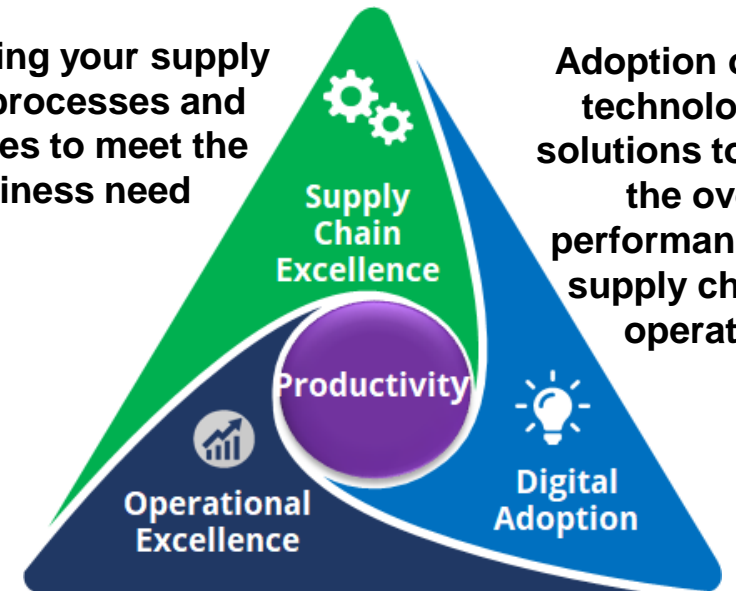 ing your supply
processes and
es to meet the
iness need
Adoption
technolo
solutions to
the ov
performan
supply ch
operat
Supply
Chain
Excellence
Productivity
Operational
Excellence
Digital
Adoption